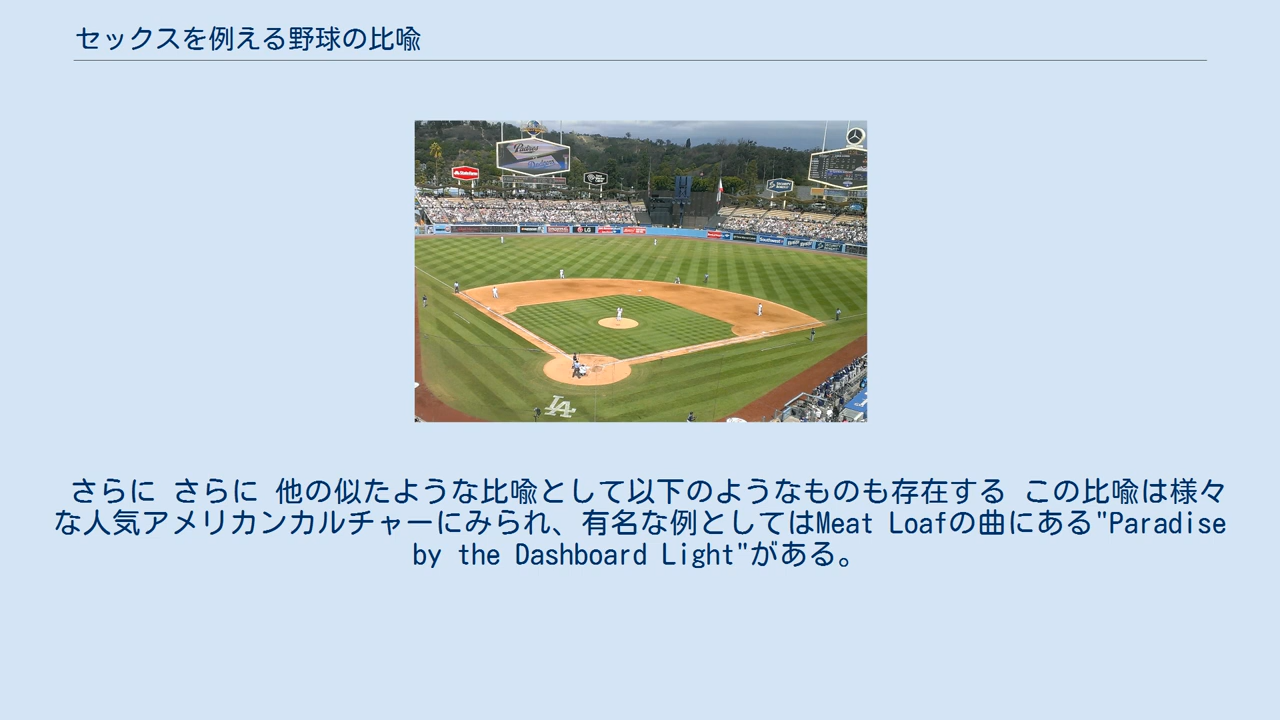 セックスを例える野球の比喩
Padres
Dodgers
StateFarm
LG
LA
さらに さらに 他の似たような比喩として以下のようなものも存在する この比喩は様々
な人気アメリカンカルチャーにみられ、有名な例としてはMeat Loafの曲にある"Paradise
by the Dashboard Light"がある。